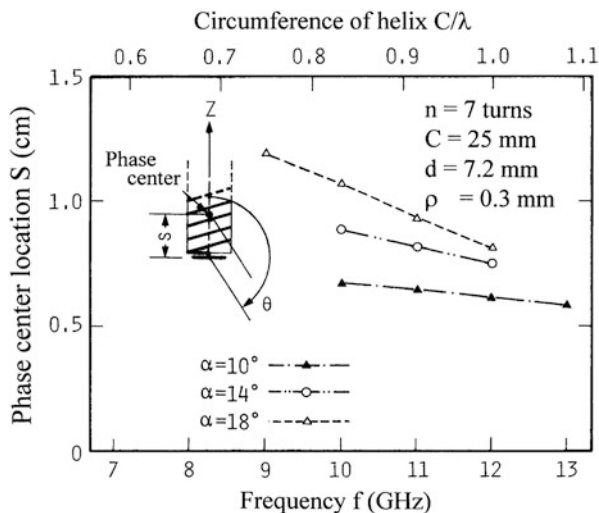 Circumference of helix C/λ
0.6 0.7 0.8 0.9 1.0 1.1
1.5
1.0
0.5
0
Phase center location S (cm)
Z
Phase
center
S
θ
n = 7 turns
C = 25 mm
d = 7.2 mm
ρ = 0.3 mm
α=10°
α=14°
α=18°
7 8 9 10 11 12 13
Frequency f (GHz)